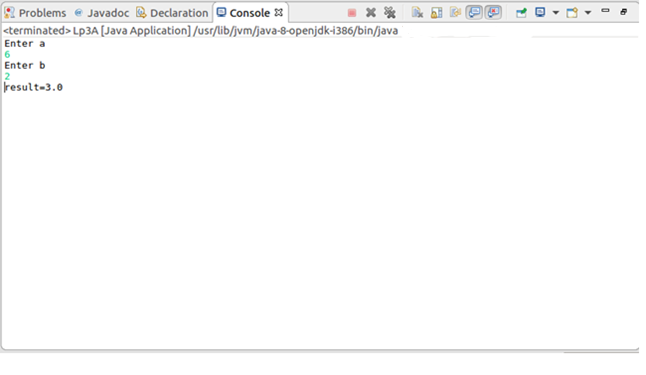 Problems @ Javadoc Declaration Console
<terminated> Lp3A [Java Application] /usr/lib/jvm/java-8-openjdk-i386/bin/java
Enter a
6
Enter b
2
result=3.0